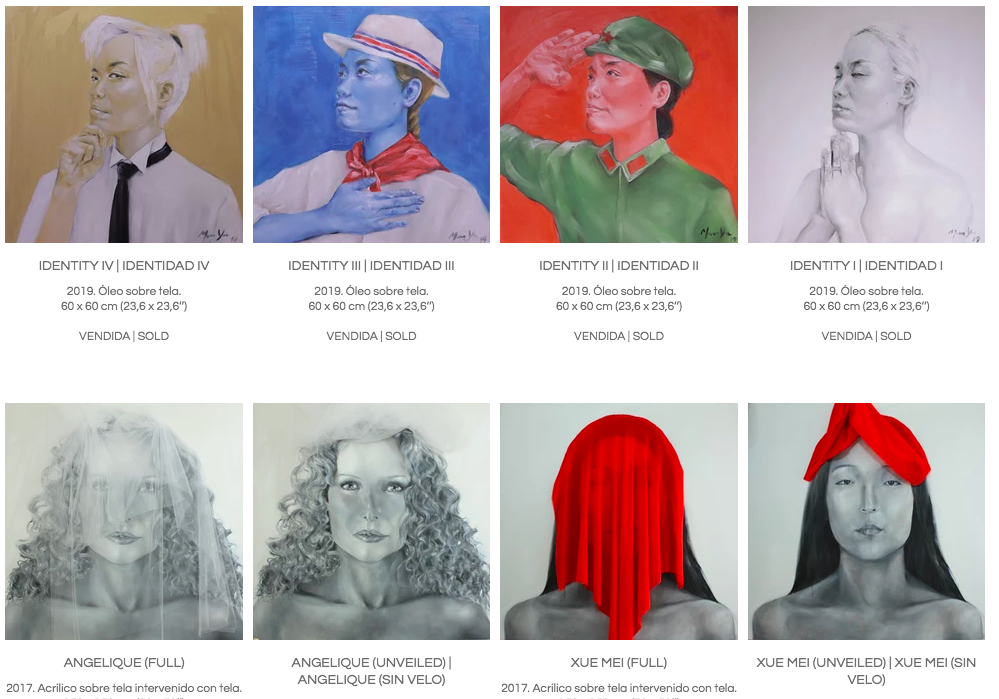 IDENTITY IV | IDENTIDAD IV
2019. Óleo sobre tela.
60 x 60 cm (23,6 x 23,6’’)
VENDIDA | SOLD
IDENTITY III | IDENTIDAD III
2019. Óleo sobre tela.
60 x 60 cm (23,6 x 23,6’’)
VENDIDA | SOLD
IDENTITY II | IDENTIDAD II
2019. Óleo sobre tela.
60 x 60 cm (23,6 x 23,6’’)
VENDIDA | SOLD
IDENTITY I | IDENTIDAD I
2019. Óleo sobre tela.
60 x 60 cm (23,6 x 23,6’’)
VENDIDA | SOLD
ANGELIQUE (FULL)
2017. Acrílico sobre tela intervenido con tela.
ANGELIQUE (UNVEILED) |
ANGELIQUE (SIN VELO)
XUE MEI (FULL)
2017. Acrílico sobre tela intervenido con tela.
XUE MEI (UNVEILED) | XUE MEI (SIN
VELO)